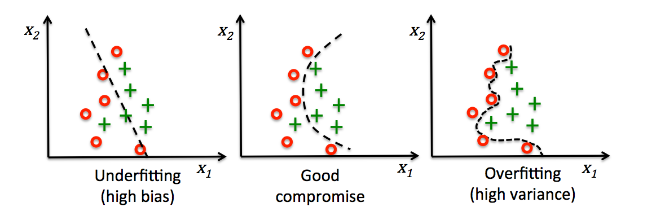 x2
x2
x2
x1
x1
x1
Underfitting
(high bias)
Good
compromise
Overfitting
(high variance)